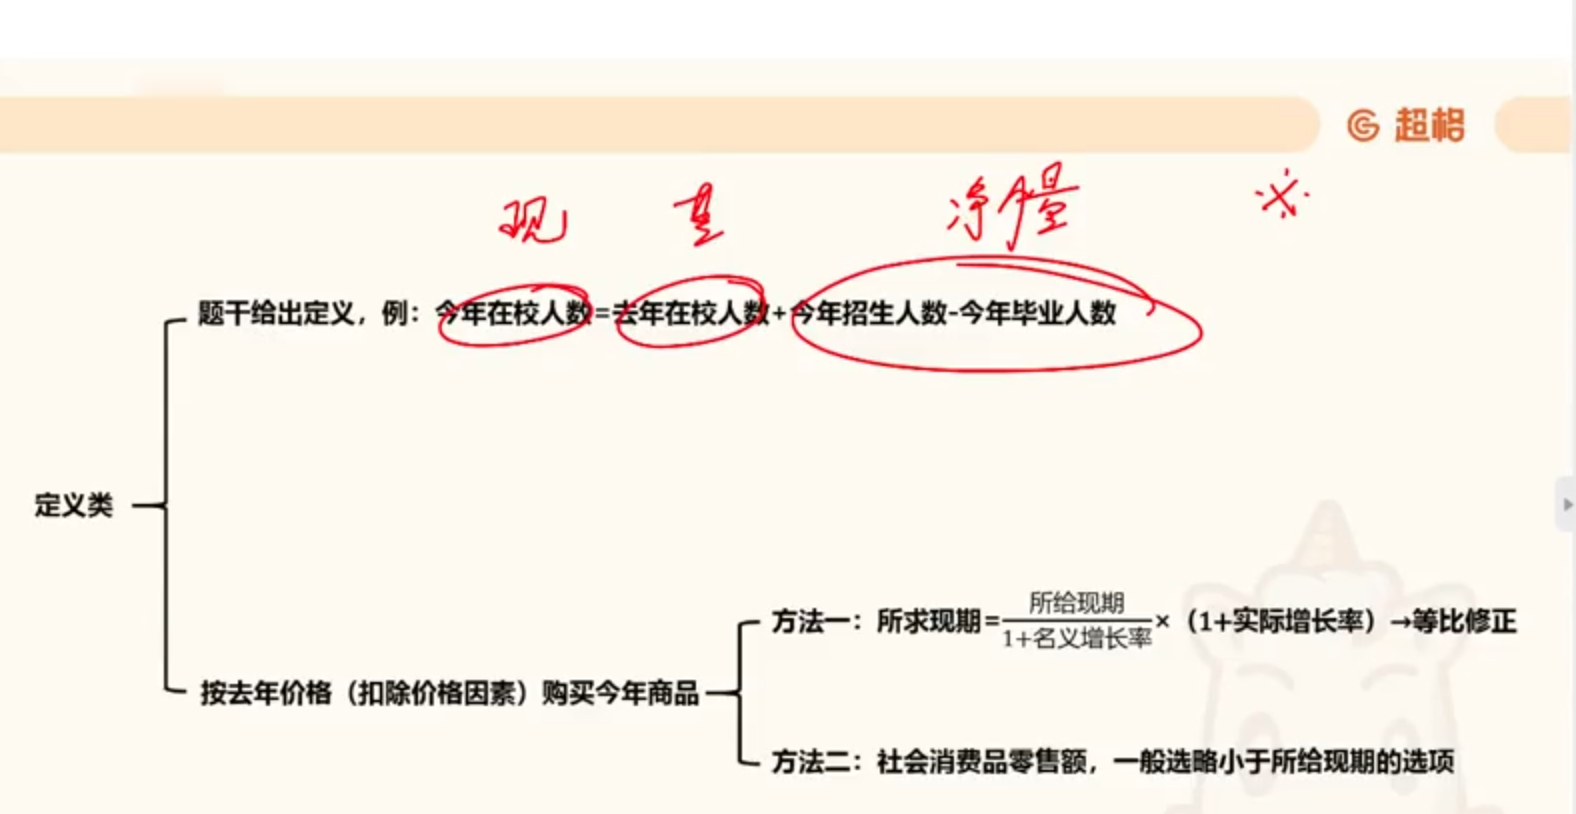 超格
现 基 净增量
题干给出定义，例：今年在校人数=去年在校人数+今年招生人数-今年毕业人数
定义类
方法一：所求现期=所给现期/1+名义增长率×（1+实际增长率）→等比修正
按去年价格（扣除价格因素）购买今年商品
方法二：社会消费品零售额，一般选略小于所给现期的选项